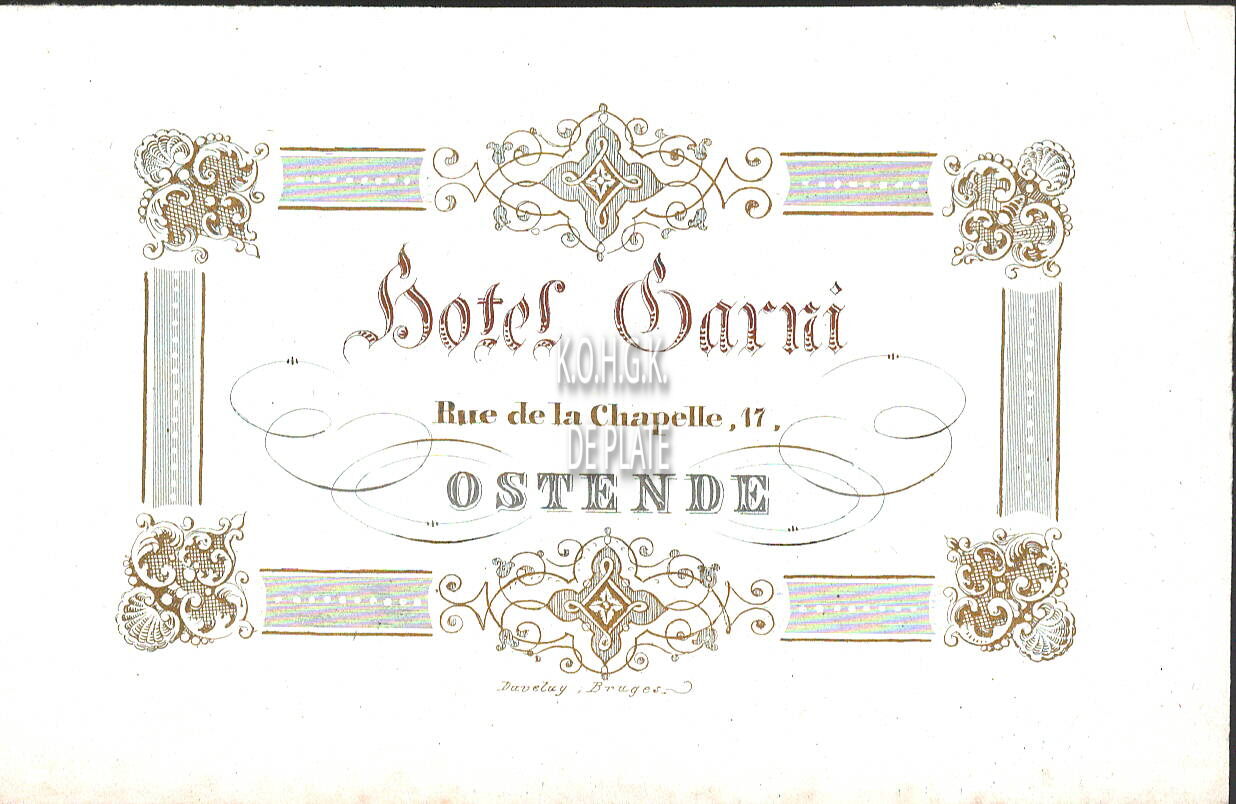 Hotel Garni
K.O.H.G.K.
Rue de la Chapelle, 17,
DE PLATE
OSTENDE
Daveluy, Bruges.